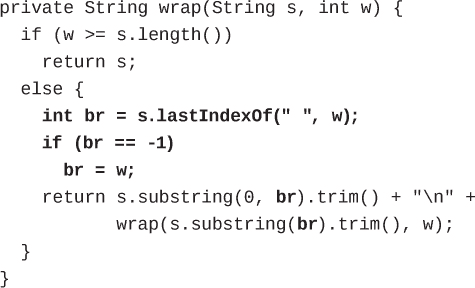 private String wrap(String s, int w) {
  if (w >= s.length())
    return s;
  else {
    int br = s.lastIndexOf(" ", w);
    if (br == -1)
      br = w;
    return s.substring(0, br).trim() + "\n" +
           wrap(s.substring(br).trim(), w);
  }
}